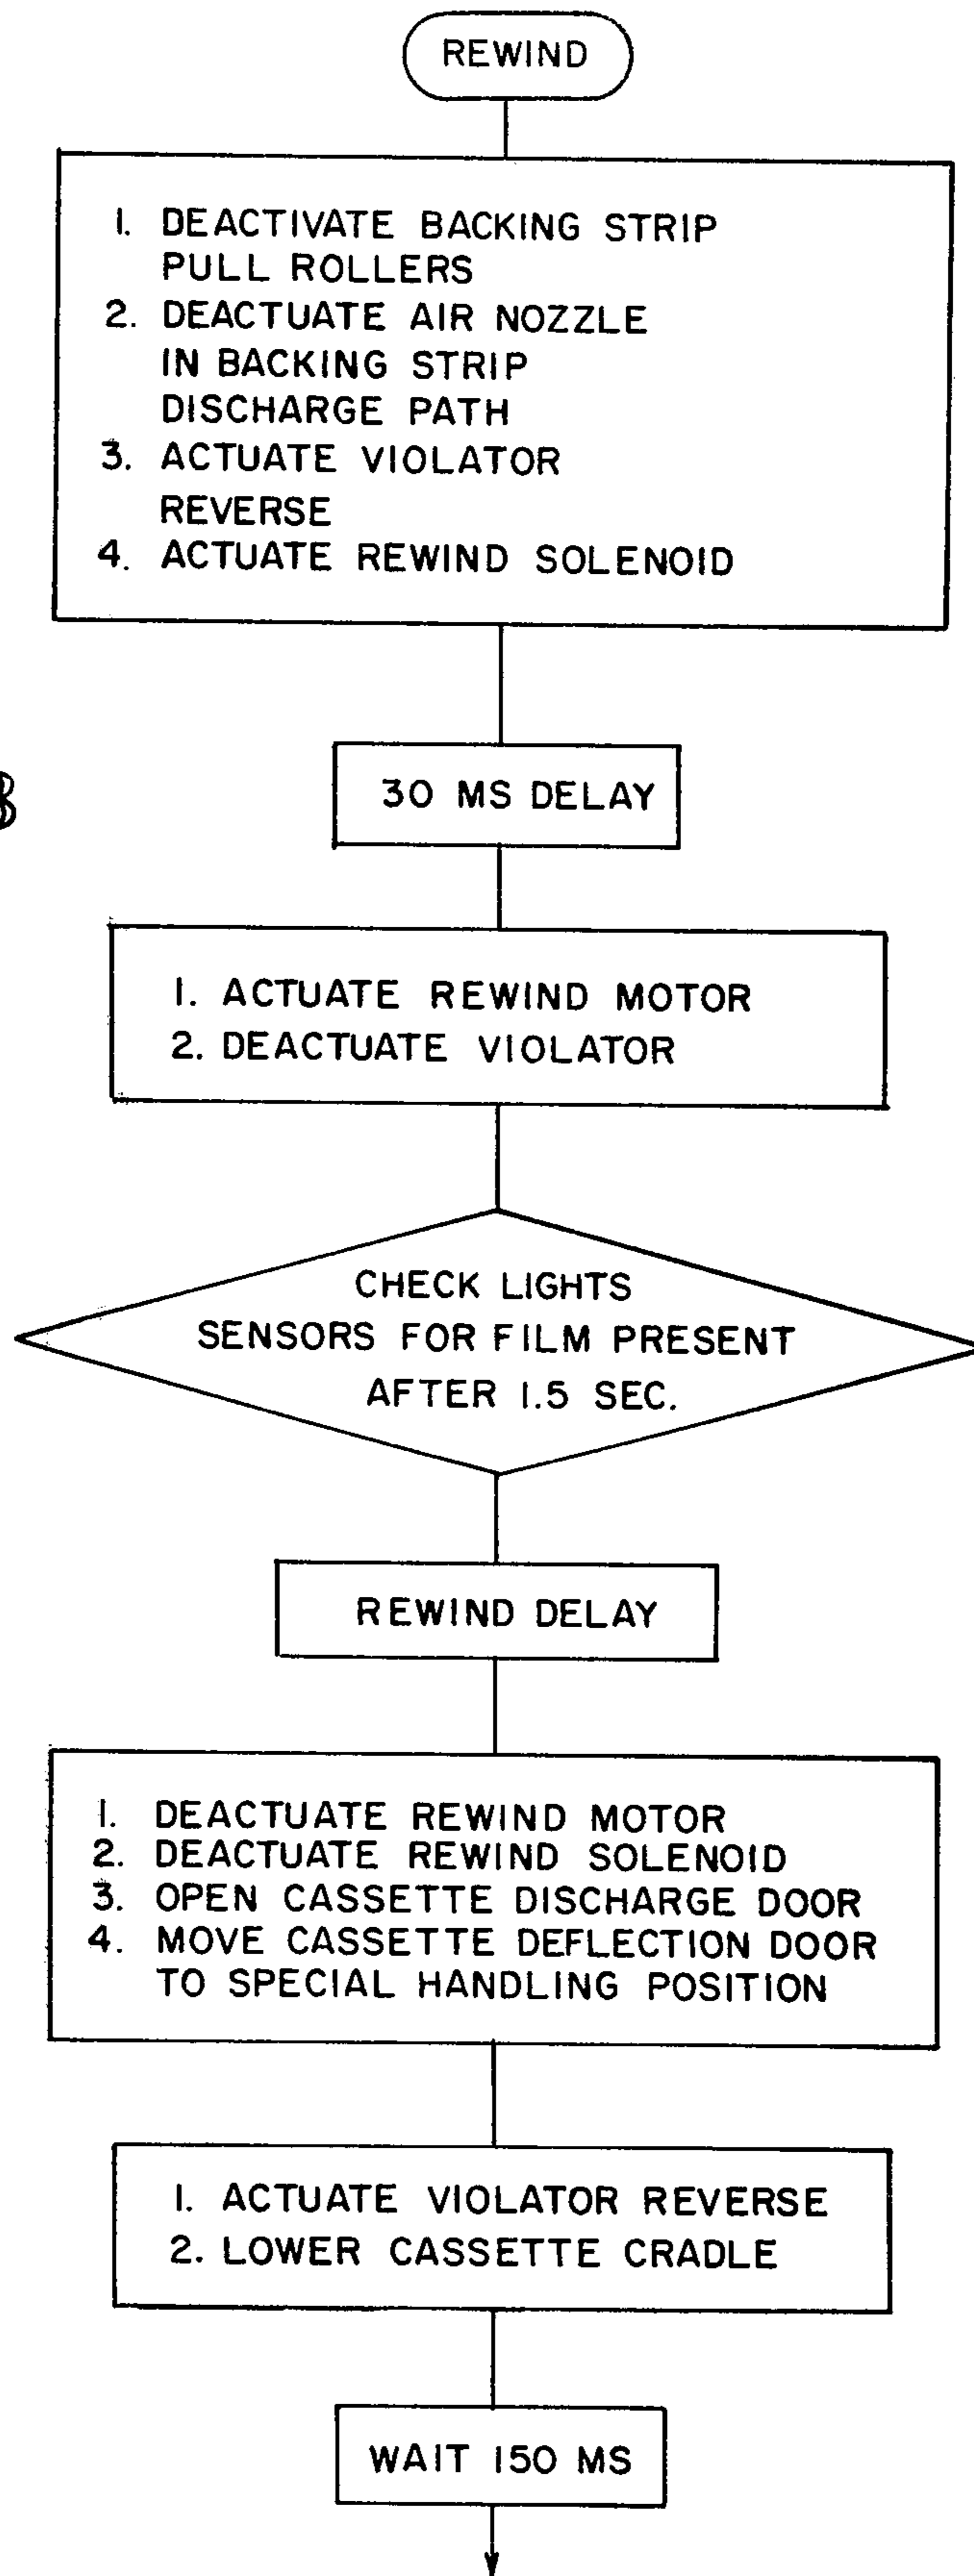 REWIND
1. DEACTIVATE BACKING STRIP
PULL ROLLERS
2. DEACTUATE AIR NOZZLE
IN BACKING STRIP
DISCHARGE PATH
3. ACTUATE VIOLATOR
REVERSE
4. ACTUATE REWIND SOLENOID
30 MS DELAY
1. ACTUATE REWIND MOTOR
2. DEACTUATE VIOLATOR
CHECK LIGHTS
SENSORS FOR FILM PRESENT
AFTER 1.5 SEC.
REWIND DELAY
1. DEACTUATE REWIND MOTOR
2. DEACTUATE REWIND SOLENOID
3. OPEN CASSETTE DISCHARGE DOOR
4. MOVE CASSETTE DEFLECTION DOOR
TO SPECIAL HANDLING POSITION
1. ACTUATE VIOLATOR REVERSE
2. LOWER CASSETTE CRADLE
WAIT 150 MS